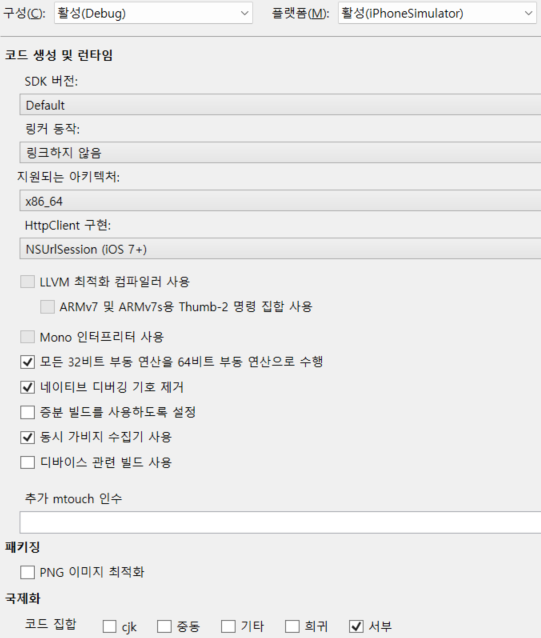 구성(C): 활성(Debug) 플랫폼(M): 활성(iPhoneSimulator)
코드 생성 및 런타임
SDK 버전:
Default
링커 동작:
링크하지 않음
지원되는 아키텍처:
x86_64
HttpClient 구현:
NSUrlSession (iOS 7+)
LLVM 최적화 컴파일러 사용
ARMv7 및 ARMv7s용 Thumb-2 명령 집합 사용
Mono 인터프리터 사용
모든 32비트 부동 연산을 64비트 부동 연산으로 수행
네이티브 디버깅 기호 제거
증분 빌드를 사용하도록 설정
동시 가비지 수집기 사용
디바이스 관련 빌드 사용
추가 mtouch 인수
패키징
PNG 이미지 최적화
국제화
코드 집합 cjk 중동 기타 희귀 서부